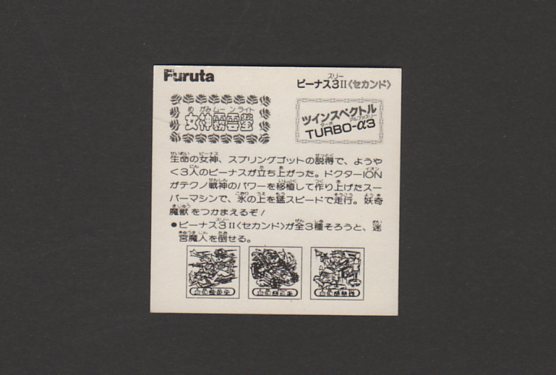 Furuta
ビーナス3II〈セカンド〉
スリー
ツインスペクトル
TURBO-α3
女神
生命の女神、スプリングゴットの説得で、ようや
く3人のビーナスが立ち上がった。ドクターION
がテクノ戦神のパワーを移植して作り上げたスー
パーマシンで、氷の上を猛スピードで走行。妖奇
魔獣をつかまえるぞ！
●ビーナス3II〈セカンド〉が全3種そろうと、迷
宮魔人を倒せる。